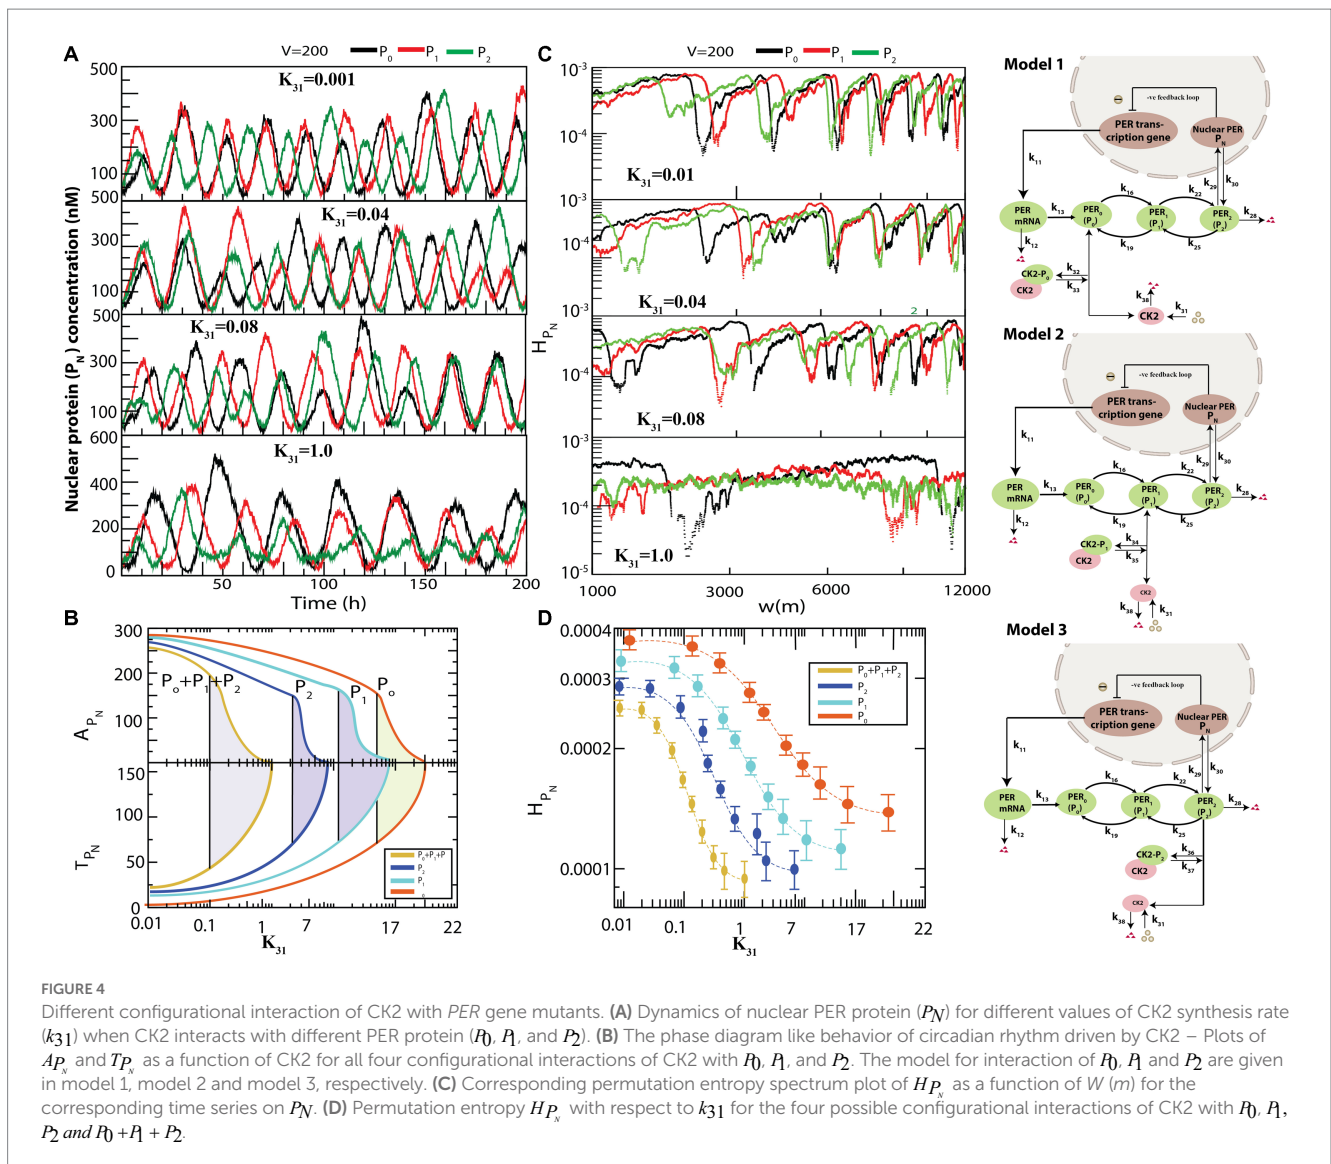 A
V=200 P0 P1 P2
K31=0.001
K31=0.04
K31=0.08
K31=1.0
Nuclear protein (PN) concentration (nM)
500
300
100
500
300
100
500
300
100
600
400
200
0
50 100 150 200
Time (h)
B
300
200
100
APN
Po+P1+P2 P2 P1 Po
150
100
50
0
TPN
P0+P1+P
P2
P1
0.01 0.1 1 7 17 22
K31
C
V=200 P0 P1 P2
10-3
10-4
K31=0.01
10-3
10-4
K31=0.04
10-3
2
10-4
K31=0.08
10-3
10-4
K31=1.0
10-5
HPN
1000 3000 6000 12000
w(m)
D
0.0004
0.0003
0.0002
0.0001
HPN
P0+P1+P2
P2
P1
P0
0.01 0.1 1 7 17 22
K31
Model 1
-ve feedback loop
PER trans-
cription gene
Nuclear PER
PN
k11
k16 k22 k29 k30
PER
mRNA
k13
PER0
(P0)
PER1
(P1)
PER2
(P2)
k28
k12
k19 k25
CK2-P0
CK2
k32
k33
k38
CK2
k31
Model 2
-ve feedback loop
PER trans-
cription gene
Nuclear PER
PN
k11
k16 k22 k29 k30
PER
mRNA
k13
PER0
(P0)
PER1
(P1)
PER2
(P2)
k28
k12
k19 k25
CK2-P1
CK2
k34
k35
CK2
k38 k31
Model 3
-ve feedback loop
PER trans-
cription gene
Nuclear PER
PN
k11
k16 k22 k29 k30
PER
mRNA
k13
PER0
(P0)
PER1
(P1)
PER2
(P2)
k28
k12
k19 k25
CK2-P2
CK2
k36
k37
CK2
k38 k31
FIGURE 4
Different configurational interaction of CK2 with PER gene mutants. (A) Dynamics of nuclear PER protein (PN) for different values of CK2 synthesis rate
(k31) when CK2 interacts with different PER protein (P0, P1, and P2). (B) The phase diagram like behavior of circadian rhythm driven by CK2 – Plots of
APN and TPN as a function of CK2 for all four configurational interactions of CK2 with P0, P1, and P2. The model for interaction of P0, P1 and P2 are given
in model 1, model 2 and model 3, respectively. (C) Corresponding permutation entropy spectrum plot of HPN as a function of W (m) for the
corresponding time series on PN. (D) Permutation entropy HPN with respect to k31 for the four possible configurational interactions of CK2 with P0, P1,
P2 and P0 +P1 + P2.